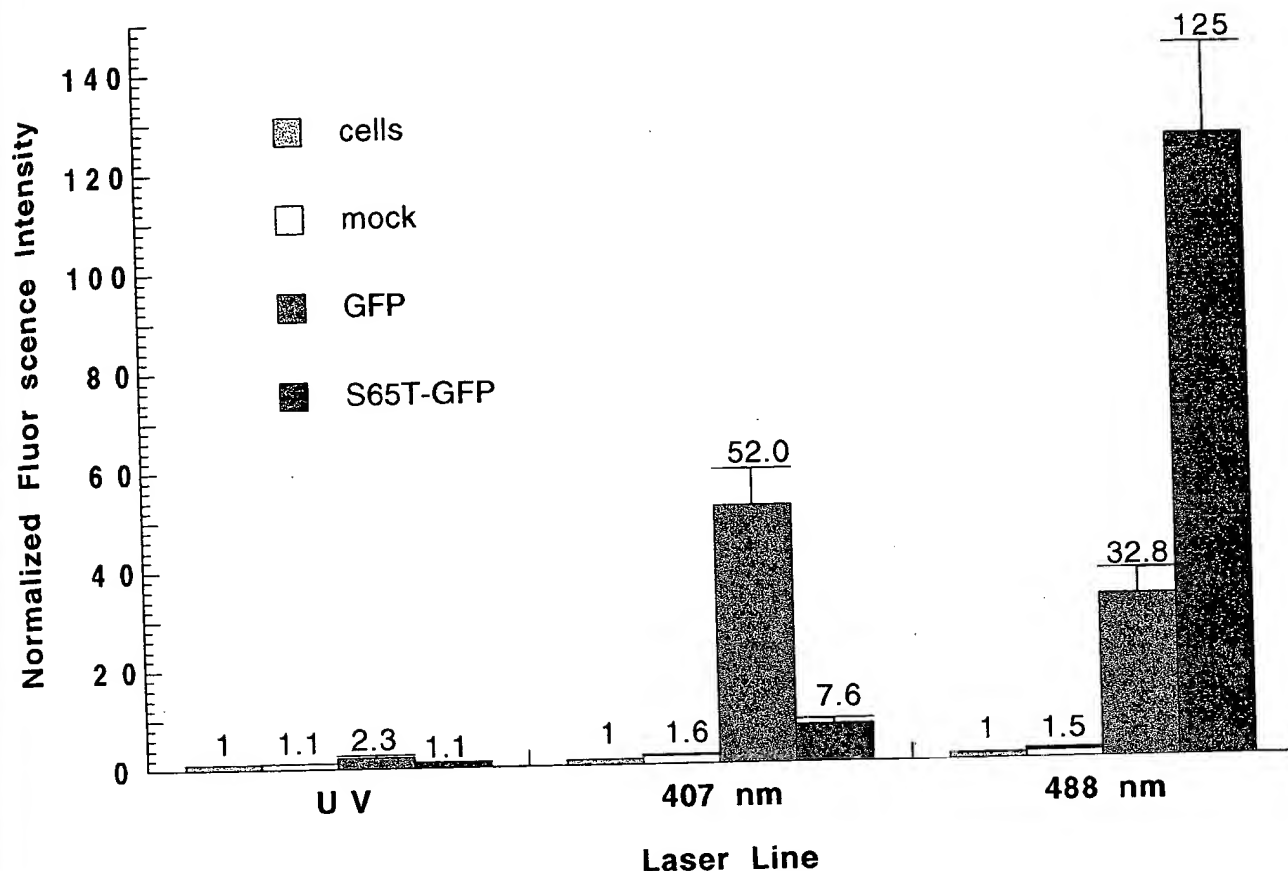 Normalized Fluor scence Intensity
140
120
100
80
60
40
20
0
cells
mock
GFP
S65T-GFP
1
1.1
2.3
1.1
1
1.6
52.0
7.6
1
1.5
32.8
125
UV
407 nm
488 nm
Laser Line